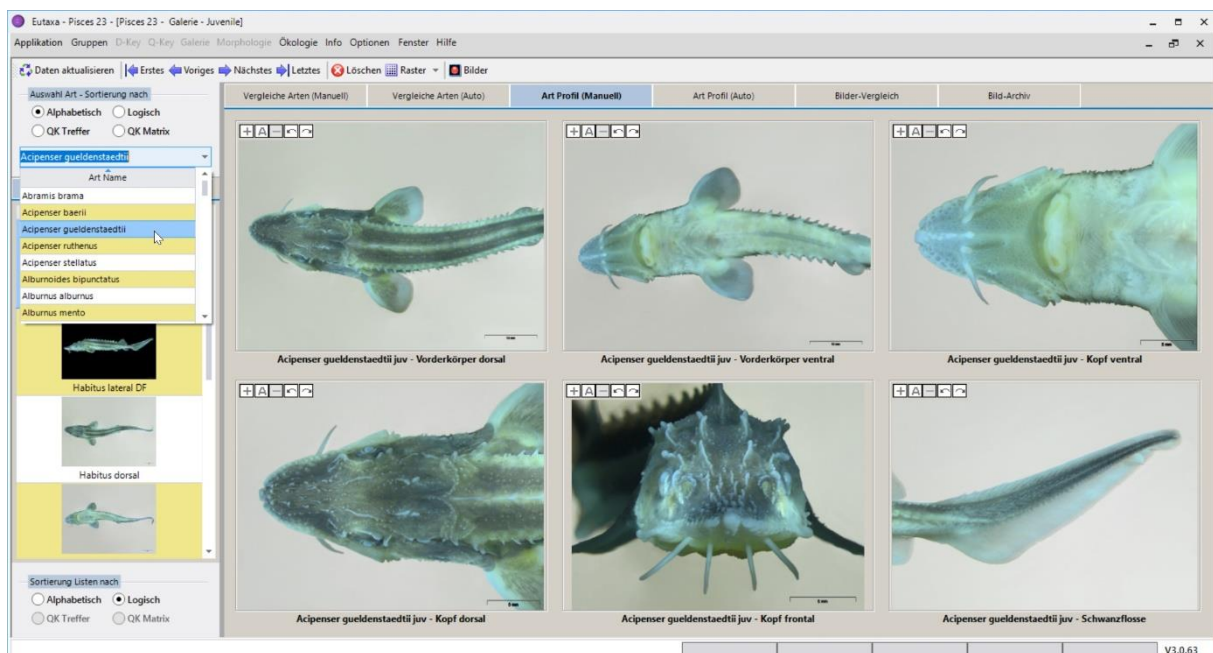 Eutaxa - Pisces 23 - [Pisces 23 - Galerie - Juvenile]
Applikation Gruppen D-Key Q-Key Galerie Morphologie Ökologie Info Optionen Fenster Hilfe
Daten aktualisieren Erstes Voriges Nächstes Letztes Löschen Raster Bilder
Auswahl Art - Sortierung nach
Alphabetisch Logisch
QK Treffer QK Matrix
Acipenser gueldenstaedtii
Art Name
Abramis brama
Acipenser baerii
Acipenser gueldenstaedtii
Acipenser ruthenus
Acipenser stellatus
Alburnoides bipunctatus
Alburnus alburnus
Alburnus mento
Habitus lateral DF
Habitus dorsal
Sortierung Listen nach
Alphabetisch Logisch
QK Treffer QK Matrix
Vergleiche Arten (Manuell) Vergleiche Arten (Auto) Art Profil (Manuell) Art Profil (Auto) Bilder-Vergleich Bild-Archiv
Acipenser gueldenstaedtii juv - Vorderkörper dorsal
Acipenser gueldenstaedtii juv - Vorderkörper ventral
Acipenser gueldenstaedtii juv - Kopf ventral
Acipenser gueldenstaedtii juv - Kopf dorsal
Acipenser gueldenstaedtii juv - Kopf frontal
Acipenser gueldenstaedtii juv - Schwanzflosse
V3.0.63